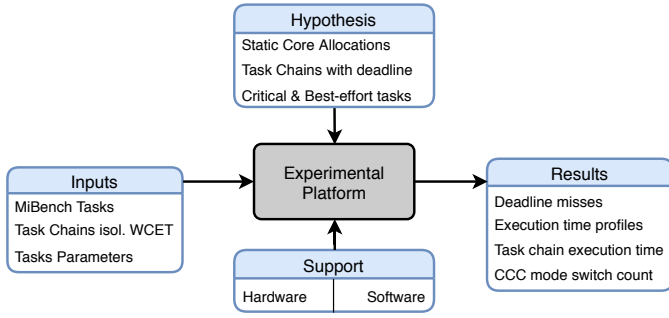 Hypothesis
Static Core Allocations
Task Chains with deadline
Critical & Best-effort tasks
Inputs
MiBench Tasks
Task Chains isol. WCET
Tasks Parameters
Experimental
Platform
Results
Deadline misses
Execution time profiles
Task chain execution time
CCC mode switch count
Support
Hardware Software